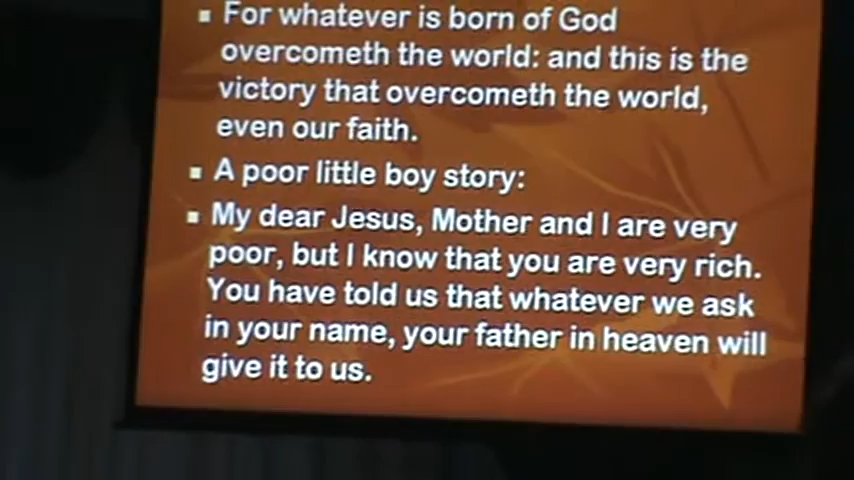 ▪ For whatever is born of God
overcometh the world: and this is the
victory that overcometh the world,
even our faith.
▪ A poor little boy story:
▪ My dear Jesus, Mother and I are very
poor, but I know that you are very rich.
You have told us that whatever we ask
in your name, your father in heaven will
give it to us.